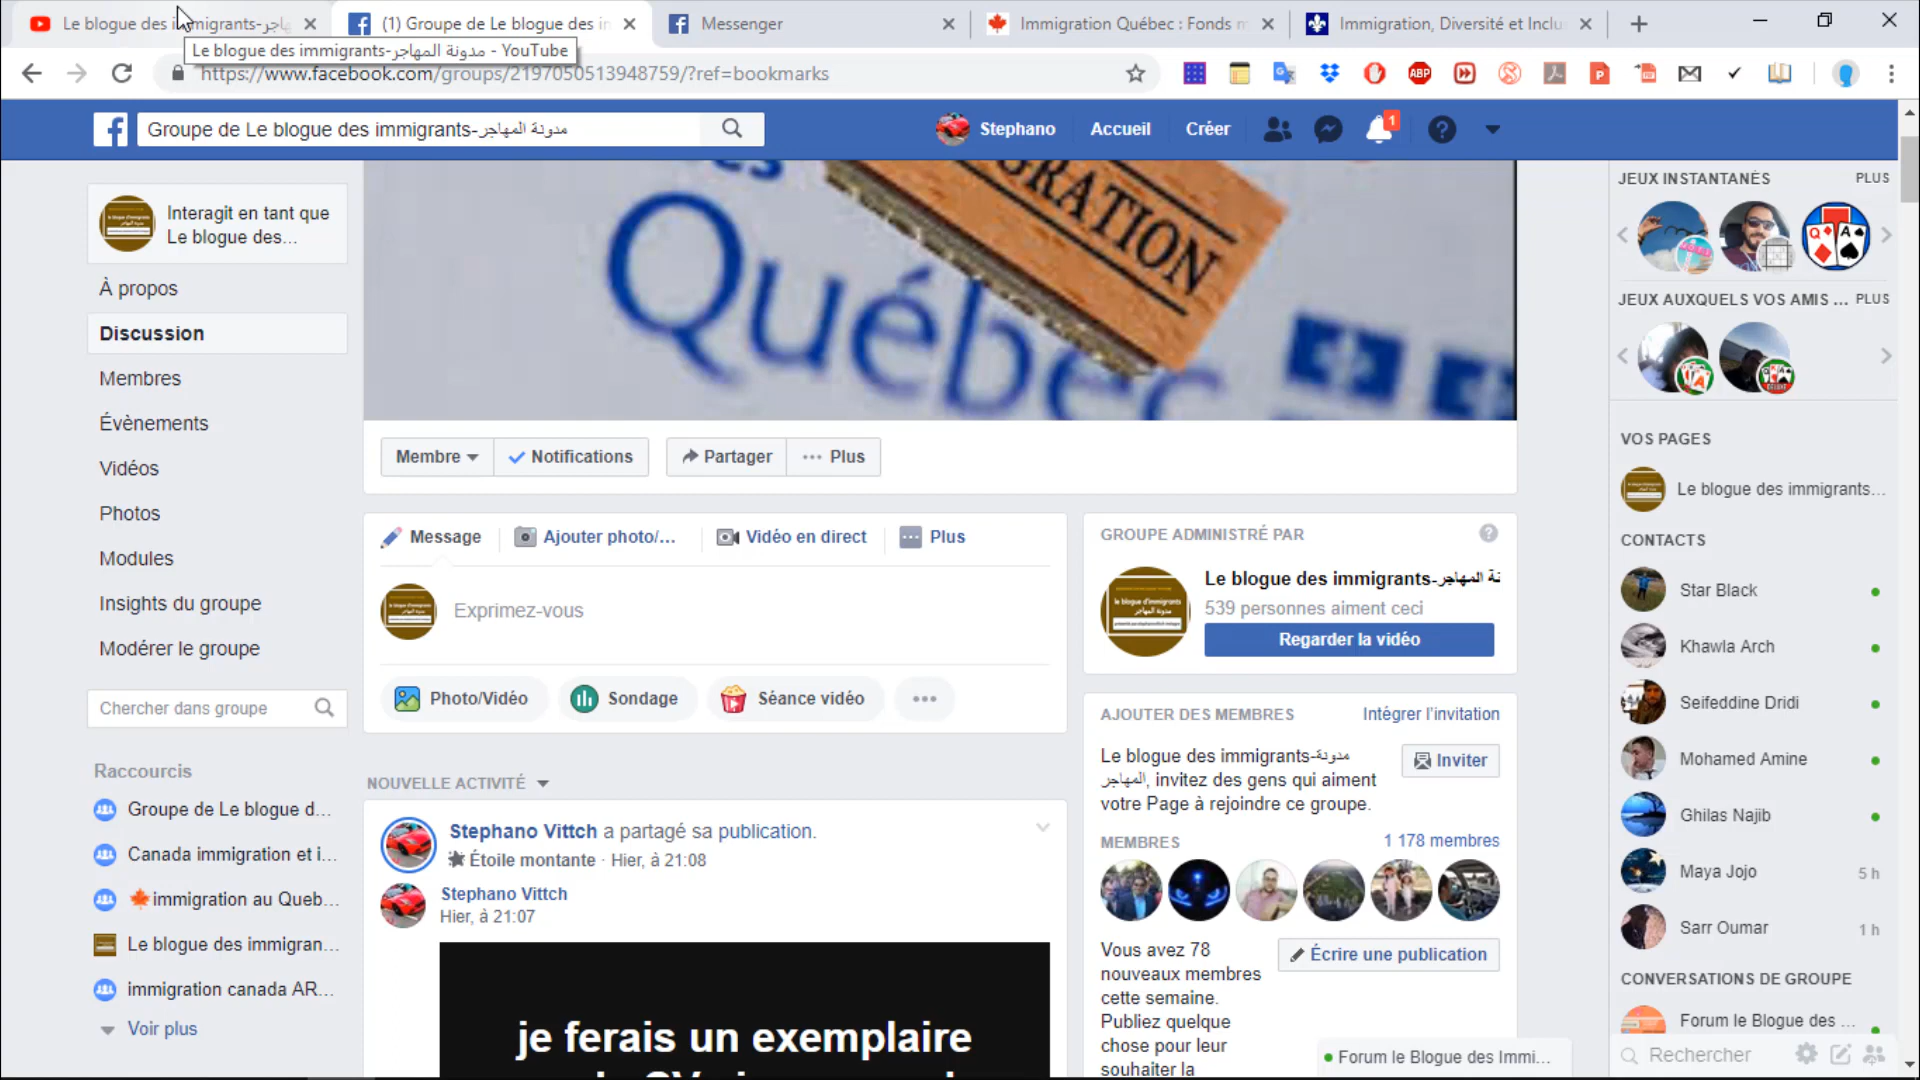 Le blogue des immigrants-مدونة المهاجر
(1) Groupe de Le blogue des in
Messenger
Immigration Québec : Fonds m
Immigration, Diversité et Inclu
Le blogue des immigrants-مدونة المهاجر - YouTube
https://www.facebook.com/groups/2197050513948759/?ref=bookmarks
ABP
Groupe de Le blogue des immigrants-مدونة المهاجر
Stephano
Accueil
Créer
1
Interagit en tant que
Le blogue des...
À propos
Discussion
Membres
Évènements
Vidéos
Photos
Modules
Insights du groupe
Modérer le groupe
Chercher dans groupe
Raccourcis
Groupe de Le blogue d...
Canada immigration et i...
immigration au Queb...
Le blogue des immigran...
immigration canada AR...
Voir plus
GRATION
Québec
Membre
Notifications
Partager
Plus
Message
Ajouter photo/...
Vidéo en direct
Plus
Exprimez-vous
Photo/Vidéo
Sondage
Séance vidéo
NOUVELLE ACTIVITÉ
Stephano Vittch a partagé sa publication.
Étoile montante · Hier, à 21:08
Stephano Vittch
Hier, à 21:07
je ferais un exemplaire
GROUPE ADMINISTRÉ PAR
Le blogue des immigrants-نة المهاجر
539 personnes aiment ceci
Regarder la vidéo
AJOUTER DES MEMBRES
Intégrer l'invitation
Le blogue des immigrants-مدونة
المهاجر, invitez des gens qui aiment
votre Page à rejoindre ce groupe.
Inviter
MEMBRES
1 178 membres
Vous avez 78
nouveaux membres
cette semaine.
Publiez quelque
chose pour leur
souhaiter la
Écrire une publication
JEUX INSTANTANÉS
PLUS
JEUX AUXQUELS VOS AMIS ...
PLUS
VOS PAGES
Le blogue des immigrants...
CONTACTS
Star Black
Khawla Arch
Seifeddine Dridi
Mohamed Amine
Ghilas Najib
Maya Jojo
5 h
Sarr Oumar
1 h
CONVERSATIONS DE GROUPE
Forum le Blogue des ...
Rechercher
Forum le Blogue des Immi...